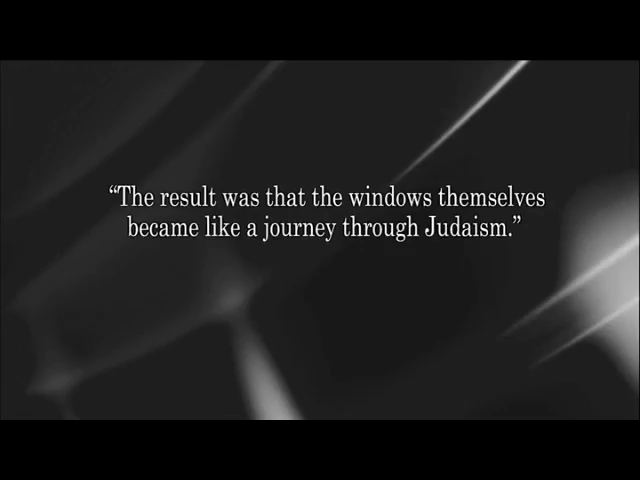 “The result was that the windows themselves
became like a journey through Judaism.”